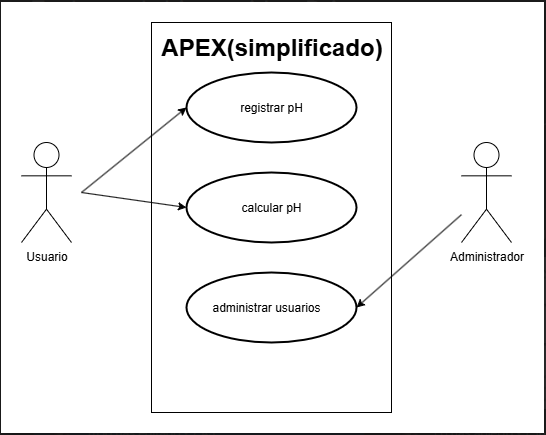 APEX(simplificado)
registrar pH
calcular pH
Usuario
Administrador
administrar usuarios